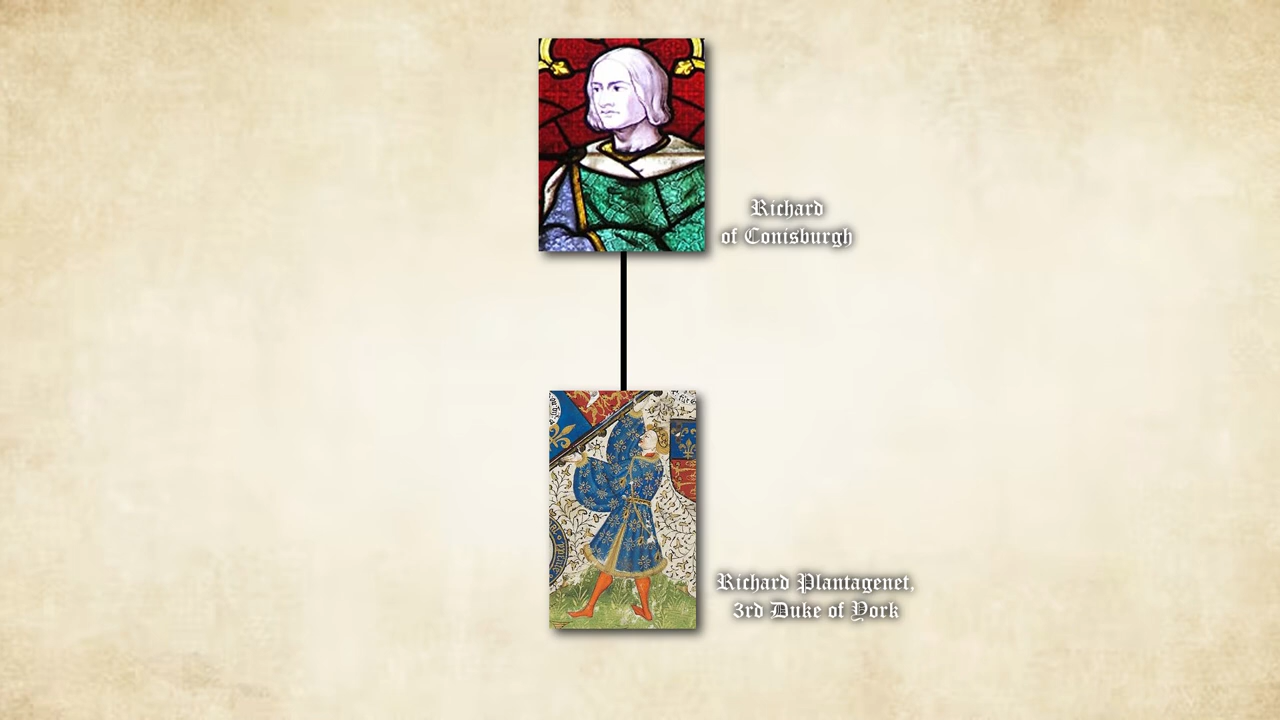 Richard
of Conisburgh
Richard Plantagenet,
3rd Duke of York